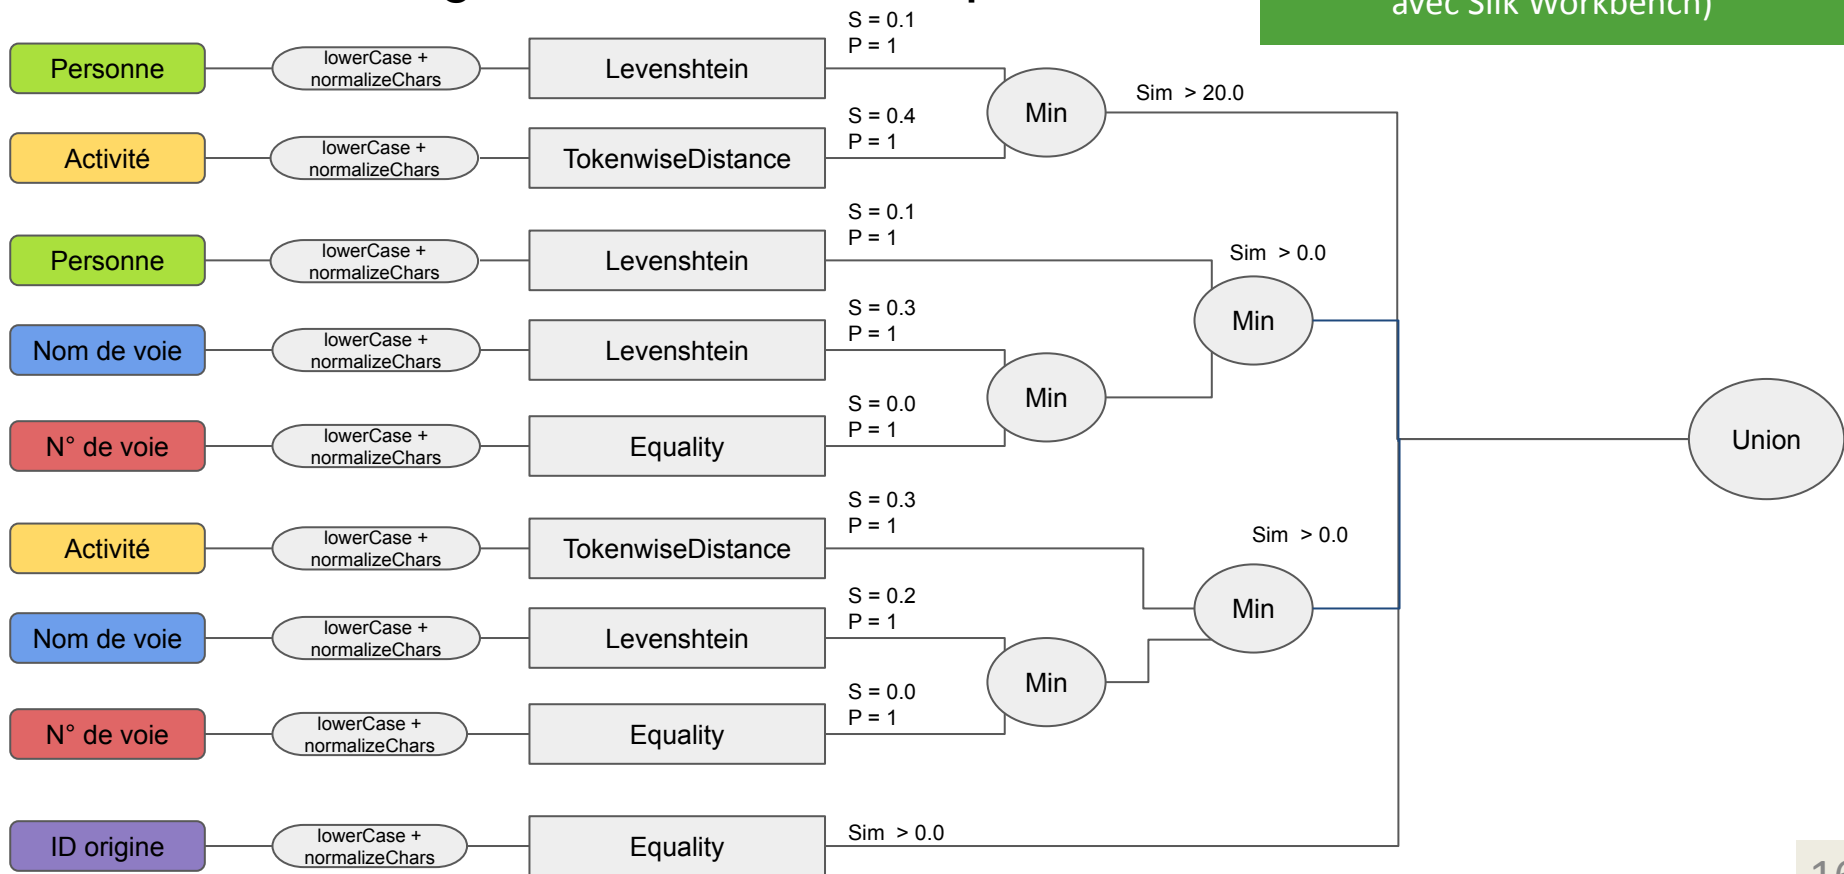 avec Silk Workbench)
S = 0.1
P = 1
Personne
lowerCase +
normalizeChars
Levenshtein
Min
Sim > 20.0
S = 0.4
P = 1
Activité
lowerCase +
normalizeChars
TokenwiseDistance
S = 0.1
P = 1
Personne
lowerCase +
normalizeChars
Levenshtein
Sim > 0.0
Min
S = 0.3
P = 1
Nom de voie
lowerCase +
normalizeChars
Levenshtein
Min
S = 0.0
P = 1
N° de voie
lowerCase +
normalizeChars
Equality
Union
S = 0.3
P = 1
Activité
lowerCase +
normalizeChars
TokenwiseDistance
Sim > 0.0
Min
S = 0.2
P = 1
Nom de voie
lowerCase +
normalizeChars
Levenshtein
Min
S = 0.0
P = 1
N° de voie
lowerCase +
normalizeChars
Equality
ID origine
lowerCase +
normalizeChars
Equality
Sim > 0.0